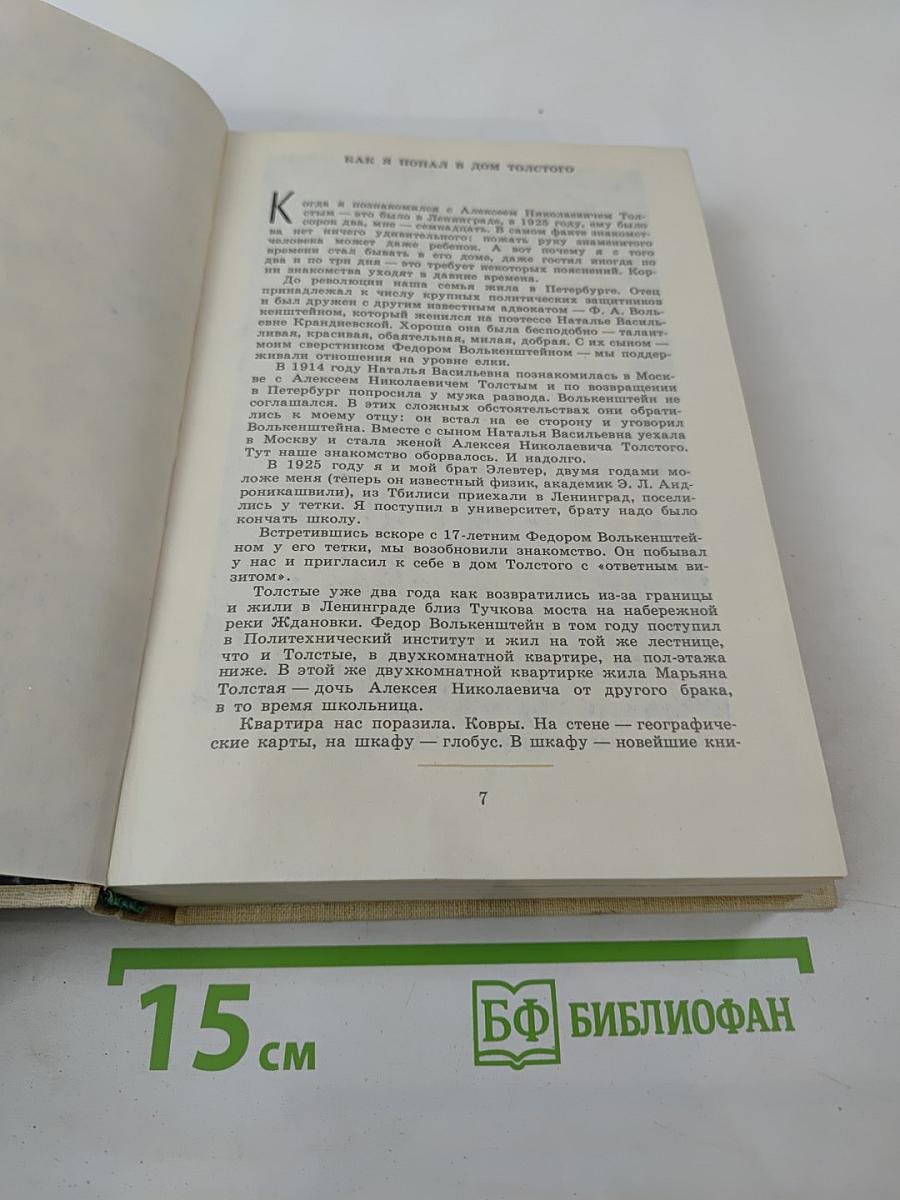 КАК Я ПОПАЛ В ДОМ ТОЛСТОГО
Когда я познакомился с Алексеем Николаевичем Тол-
стым — это было в Ленинграде, в 1925 году, ему было
сорок два, мне — семнадцать. В самом факте знакомст-
ва нет ничего удивительного: пожать руку знаменитого
человека может даже ребенок. А вот почему я с того
времени стал бывать в его доме, даже гостил иногда по
два и по три дня — это требует некоторых пояснений. Кор-
ни знакомства уходят в давние времена.
До революции наша семья жила в Петербурге. Отец
принадлежал к числу крупных политических защитников
и был дружен с другим известным адвокатом — Ф. А. Воль-
кенштейном, который женился на поэтессе Наталье Василь-
евне Крандиевской. Хороша она была бесподобно — талант-
ливая, красивая, обаятельная, милая, добрая. С их сыном —
моим сверстником Федором Волькенштейном — мы поддер-
живали отношения на уровне елки.
В 1914 году Наталья Васильевна познакомилась в Моск-
ве с Алексеем Николаевичем Толстым и по возвращении
в Петербург попросила у мужа развода. Волькенштейн не
соглашался. В этих сложных обстоятельствах они обрати-
лись к моему отцу: он встал на ее сторону и уговорил
Волькенштейна. Вместе с сыном Наталья Васильевна уехала
в Москву и стала женой Алексея Николаевича Толстого.
Тут наше знакомство оборвалось. И надолго.
В 1925 году я и мой брат Элевтер, двумя годами мо-
ложе меня (теперь он известный физик, академик Э. Л. Анд-
роникашвили), из Тбилиси приехали в Ленинград, посели-
лись у тетки. Я поступил в университет, брату надо было
кончать школу.
Встретившись вскоре с 17-летним Федором Волькенштей-
ном у его тетки, мы возобновили знакомство. Он побывал
у нас и пригласил к себе в дом Толстого с «ответным ви-
зитом».
Толстые уже два года как возвратились из-за границы
и жили в Ленинграде близ Тучкова моста на набережной
реки Ждановки. Федор Волькенштейн в том году поступил
в Политехнический институт и жил на той же лестнице,
что и Толстые, в двухкомнатной квартире, на пол-этажа
ниже. В этой же двухкомнатной квартирке жила Марьяна
Толстая — дочь Алексея Николаевича от другого брака,
в то время школьница.
Квартира нас поразила. Ковры. На стене — географиче-
ские карты, на шкафу — глобус. В шкафу — новейшие кни-
7
15 см
БФ БИБЛИОФАН